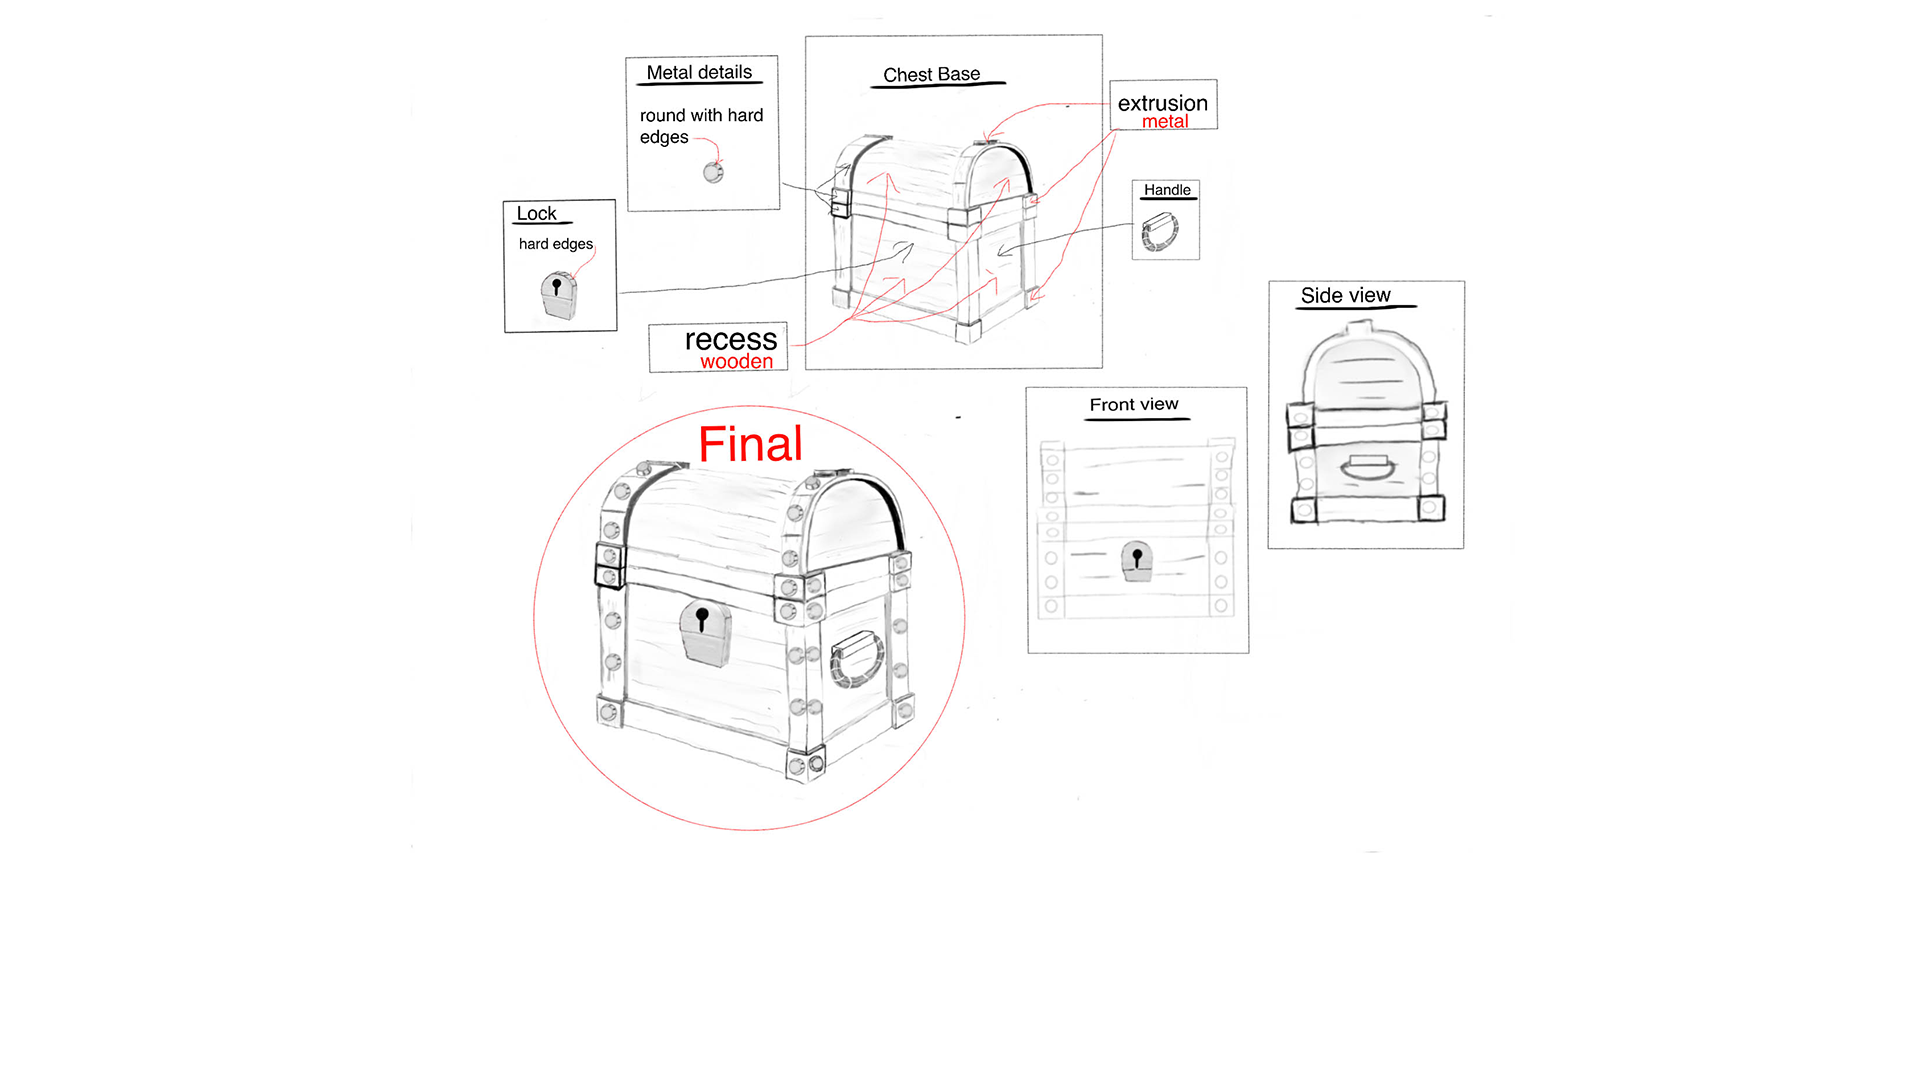 Metal details
round with hard
edges
Chest Base
extrusion
metal
Handle
Lock
hard edges
recess
wooden
Side view
Front view
Final